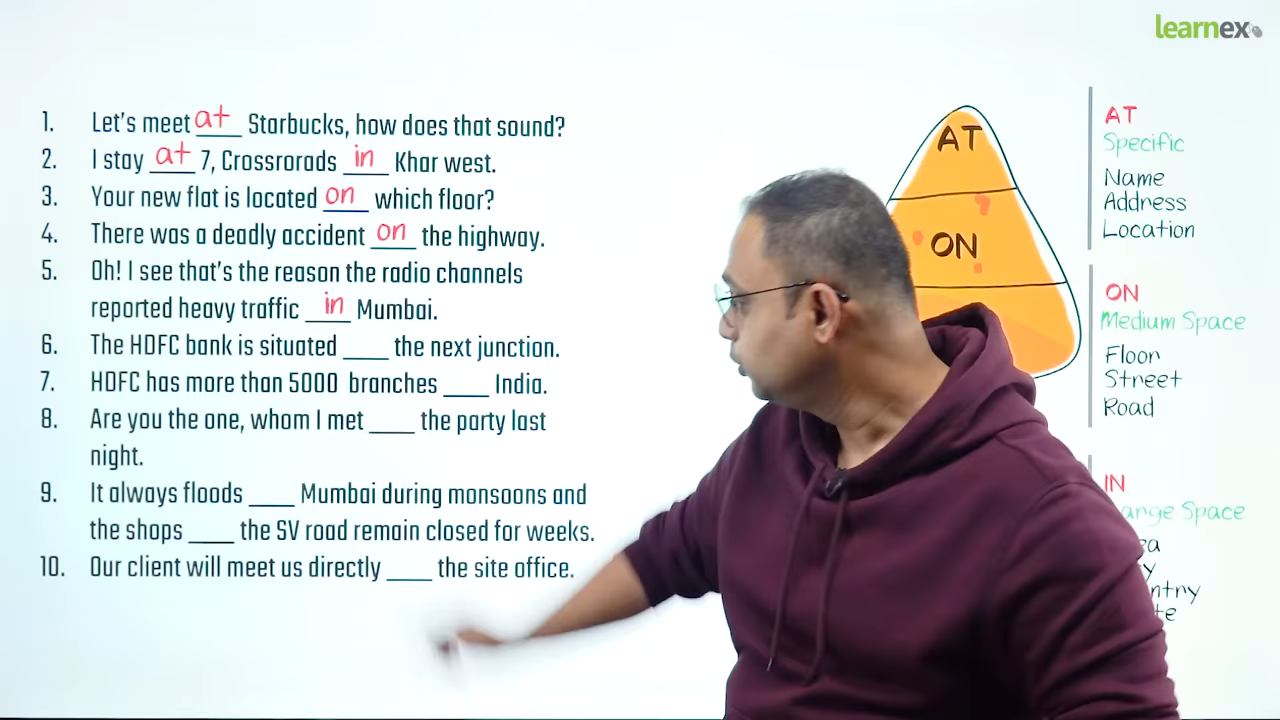 learnex
1. Let's meet at Starbucks, how does that sound?
2. I stay at 7, Crossrorads in Khar west.
3. Your new flat is located on which floor?
4. There was a deadly accident on the highway.
5. Oh! I see that's the reason the radio channels
reported heavy traffic in Mumbai.
6. The HDFC bank is situated ____ the next junction.
7. HDFC has more than 5000 branches ____ India.
8. Are you the one, whom I met ____ the party last
night.
9. It always floods ____ Mumbai during monsoons and
the shops ____ the SV road remain closed for weeks.
10. Our client will meet us directly ____ the site office.
AT
ON
AT
Specific
Name
Address
Location
ON
Medium Space
Floor
Street
Road
IN
Space